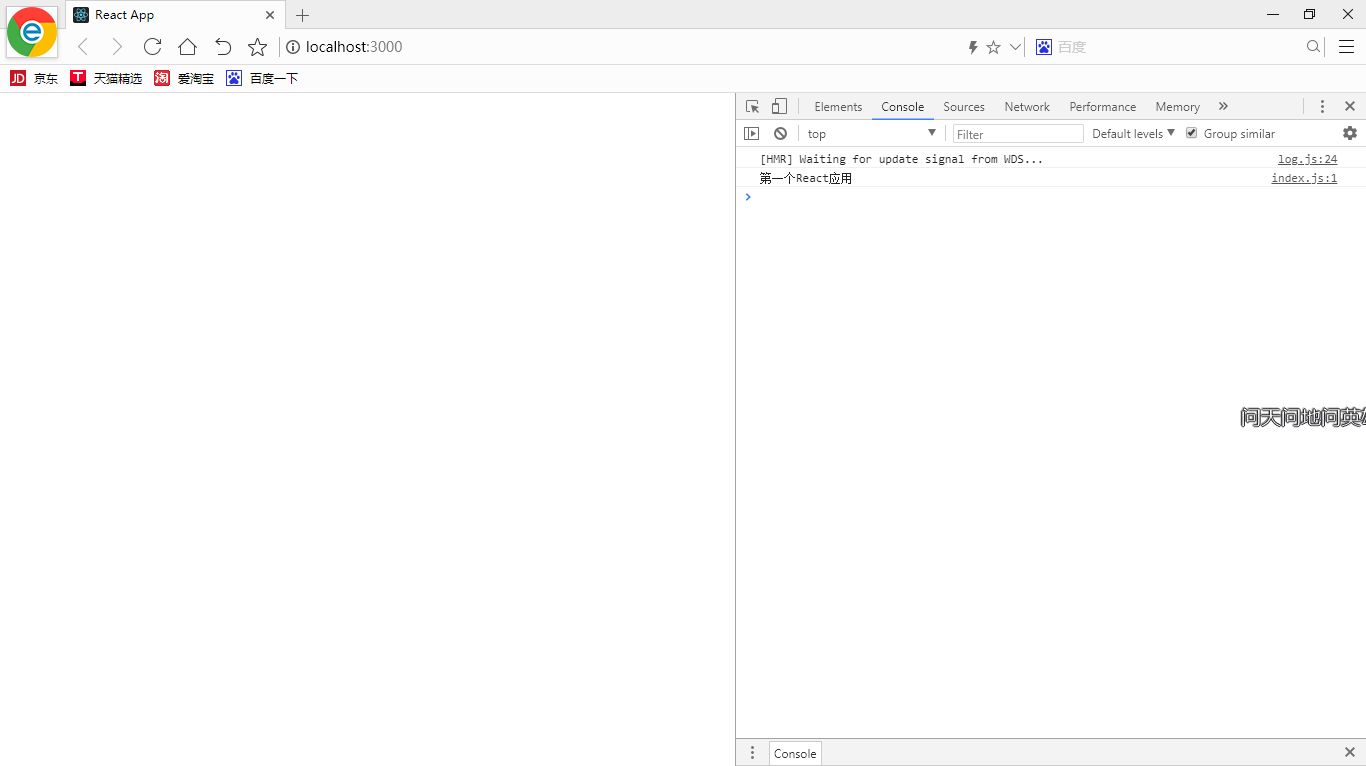 React App
localhost:3000
百度
JD 京东 T 天猫精选 淘 爱淘宝 百度一下
Elements Console Sources Network Performance Memory »
top Filter Default levels Group similar
[HMR] Waiting for update signal from WDS... log.js:24
第一个React应用 index.js:1
>
问天问地问英
Console